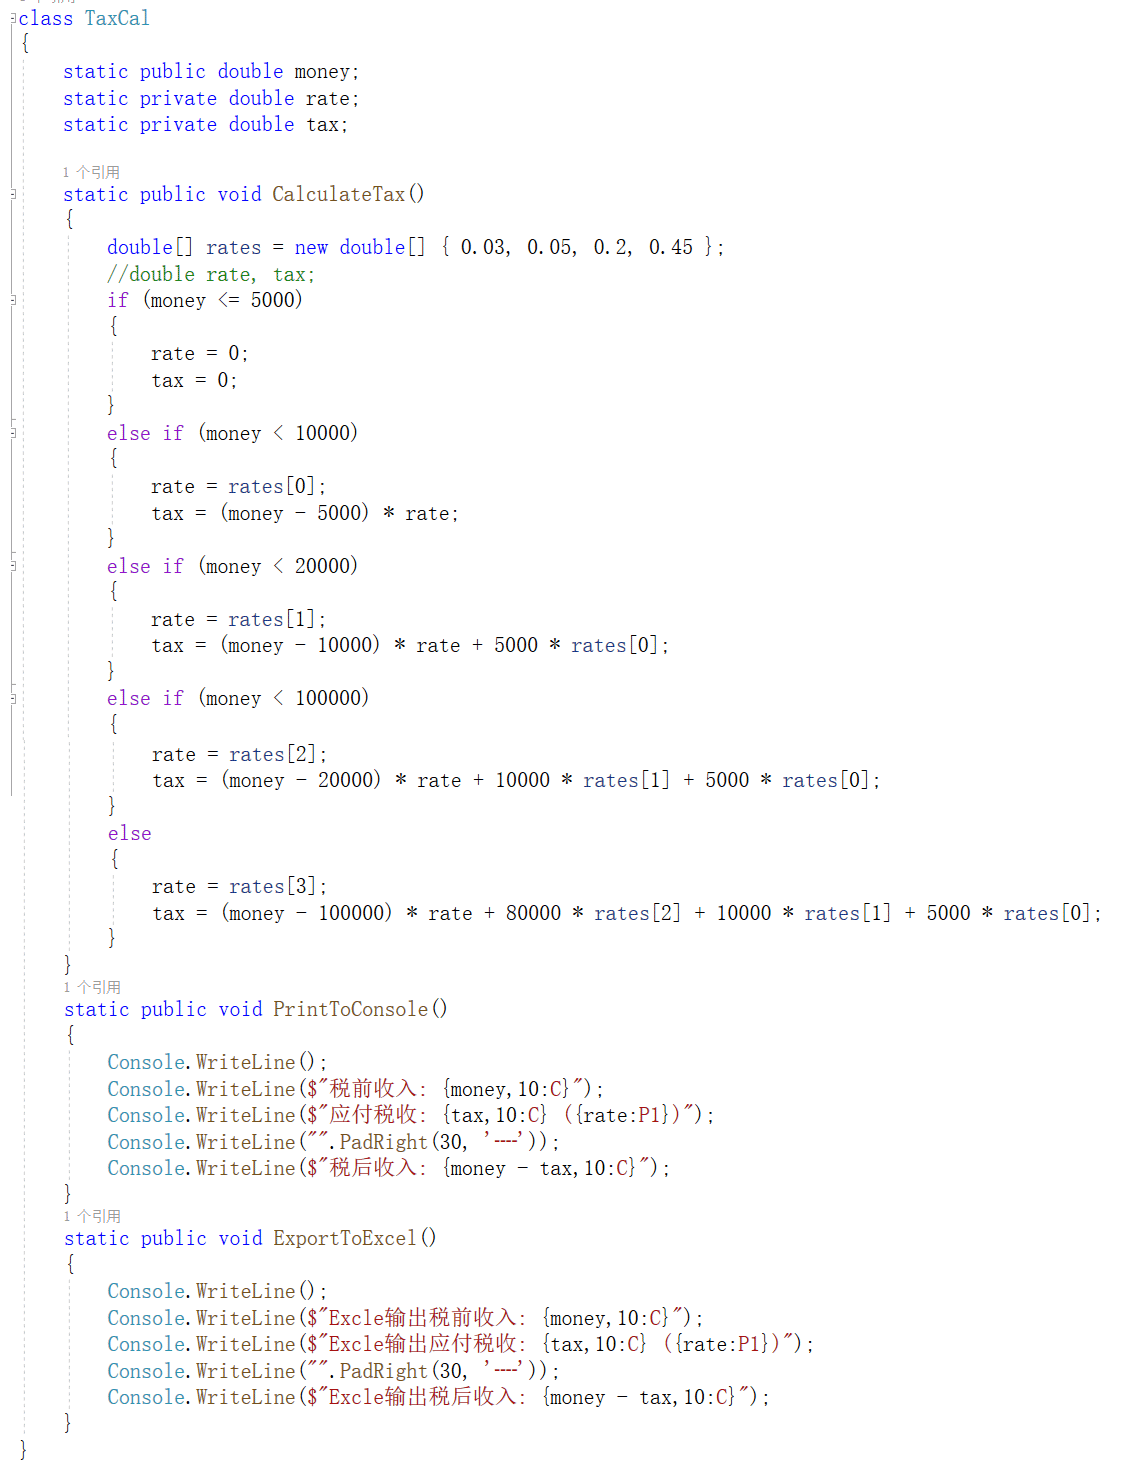 class TaxCal
{
static public double money;
static private double rate;
static private double tax;
1 个引用
static public void CalculateTax()
{
double[] rates = new double[] { 0.03, 0.05, 0.2, 0.45 };
//double rate, tax;
if (money <= 5000)
{
rate = 0;
tax = 0;
}
else if (money < 10000)
{
rate = rates[0];
tax = (money - 5000) * rate;
}
else if (money < 20000)
{
rate = rates[1];
tax = (money - 10000) * rate + 5000 * rates[0];
}
else if (money < 100000)
{
rate = rates[2];
tax = (money - 20000) * rate + 10000 * rates[1] + 5000 * rates[0];
}
else
{
rate = rates[3];
tax = (money - 100000) * rate + 80000 * rates[2] + 10000 * rates[1] + 5000 * rates[0];
}
}
1 个引用
static public void PrintToConsole()
{
Console.WriteLine();
Console.WriteLine($"税前收入: {money,10:C}");
Console.WriteLine($"应付税收: {tax,10:C} ({rate:P1})");
Console.WriteLine("".PadRight(30, '┄'));
Console.WriteLine($"税后收入: {money - tax,10:C}");
}
1 个引用
static public void ExportToExcel()
{
Console.WriteLine();
Console.WriteLine($"Excle输出税前收入: {money,10:C}");
Console.WriteLine($"Excle输出应付税收: {tax,10:C} ({rate:P1})");
Console.WriteLine("".PadRight(30, '┄'));
Console.WriteLine($"Excle输出税后收入: {money - tax,10:C}");
}
}